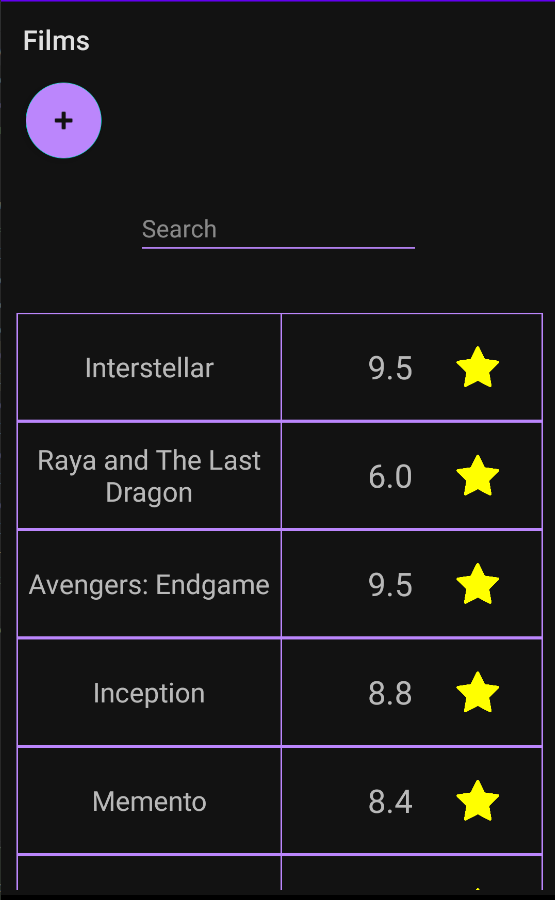 Films
+
Search
Interstellar
9.5
Raya and The Last
Dragon
6.0
Avengers: Endgame
9.5
Inception
8.8
Memento
8.4